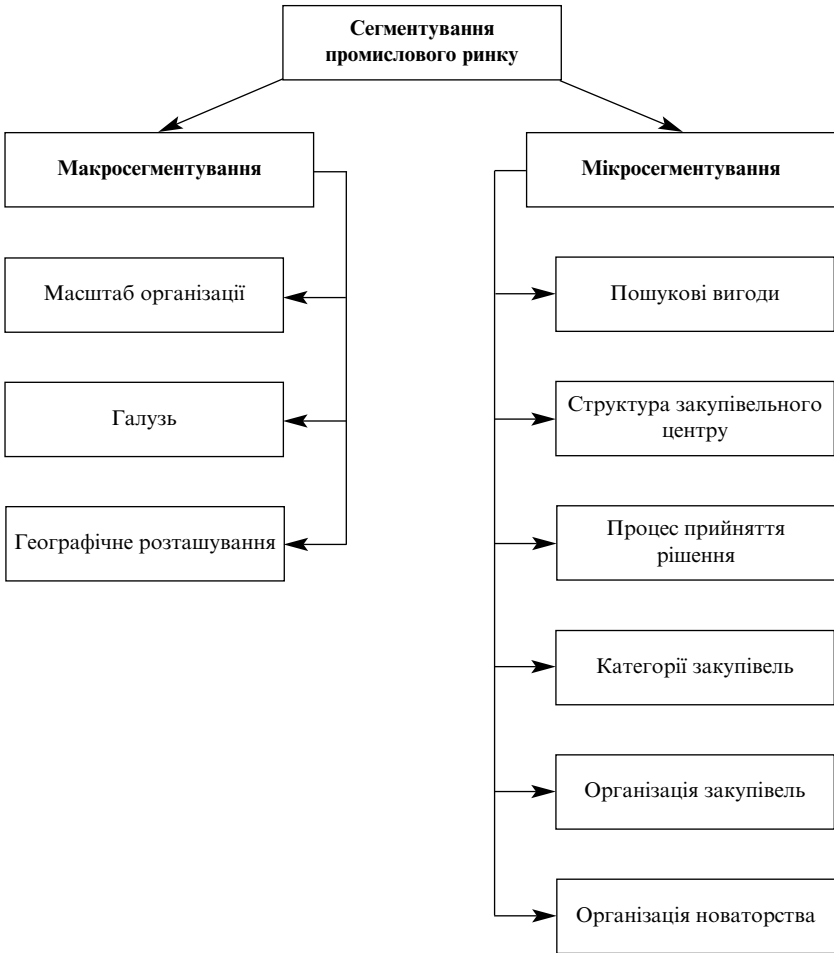 Сегментування
промислового ринку
Макросегментування
Масштаб організації
Галузь
Географічне розташування
Мікросегментування
Пошукові вигоди
Структура закупівельного
центру
Процес прийняття
рішення
Категорії закупівель
Організація закупівель
Організація новаторства